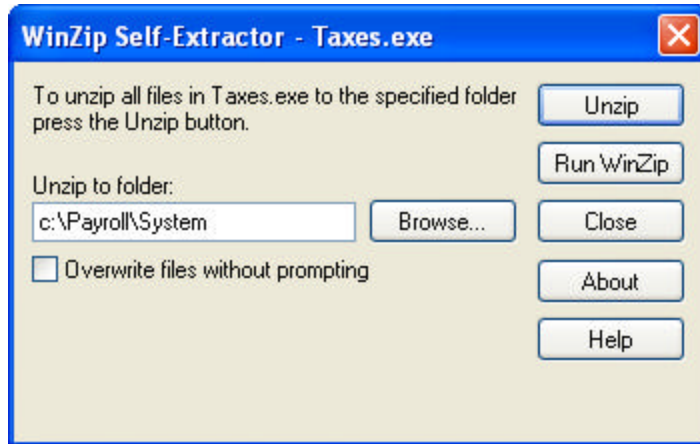 WinZip Self-Extractor - Taxes.exe
To unzip all files in Taxes.exe to the specified folder
press the Unzip button.
Unzip to folder:
c:\Payroll\System
Browse...
Overwrite files without prompting
Unzip
Run WinZip
Close
About
Help